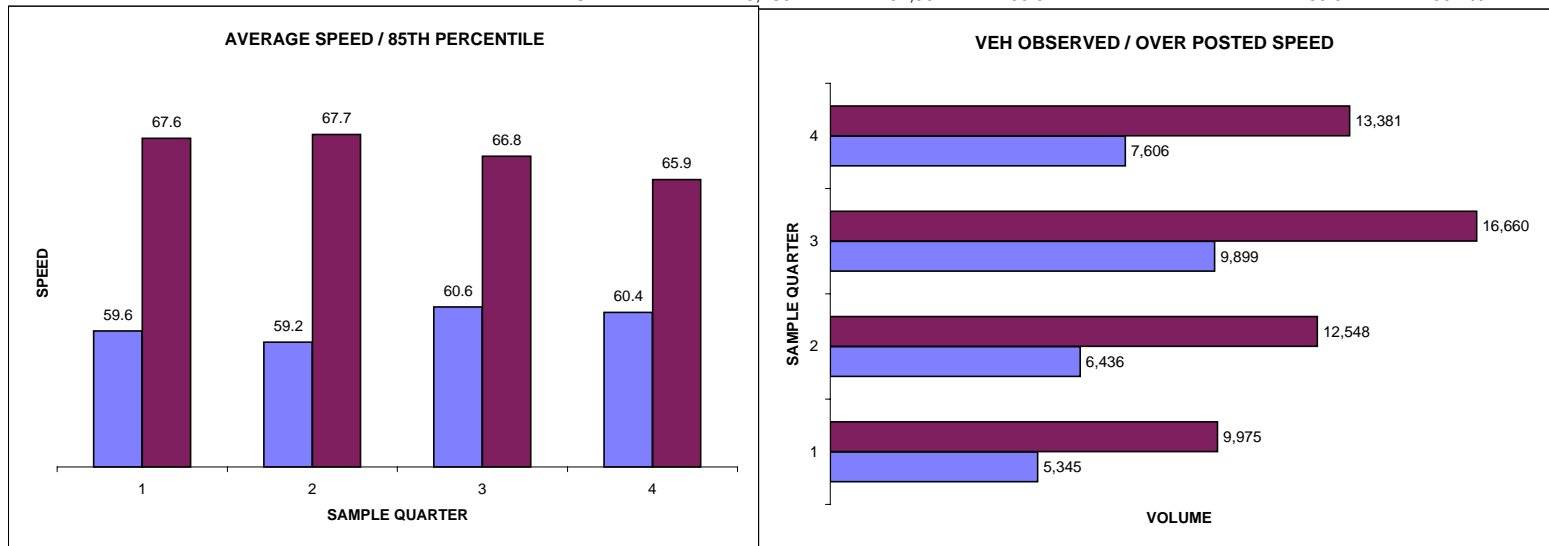 AVERAGE SPEED / 85TH PERCENTILE
67.6
67.7
66.8
65.9
SPEED
59.6
59.2
60.6
60.4
1 2 3 4
SAMPLE QUARTER
VEH OBSERVED / OVER POSTED SPEED
4
13,381
7,606
SAMPLE QUARTER
3
16,660
9,899
2
12,548
6,436
1
9,975
5,345
VOLUME